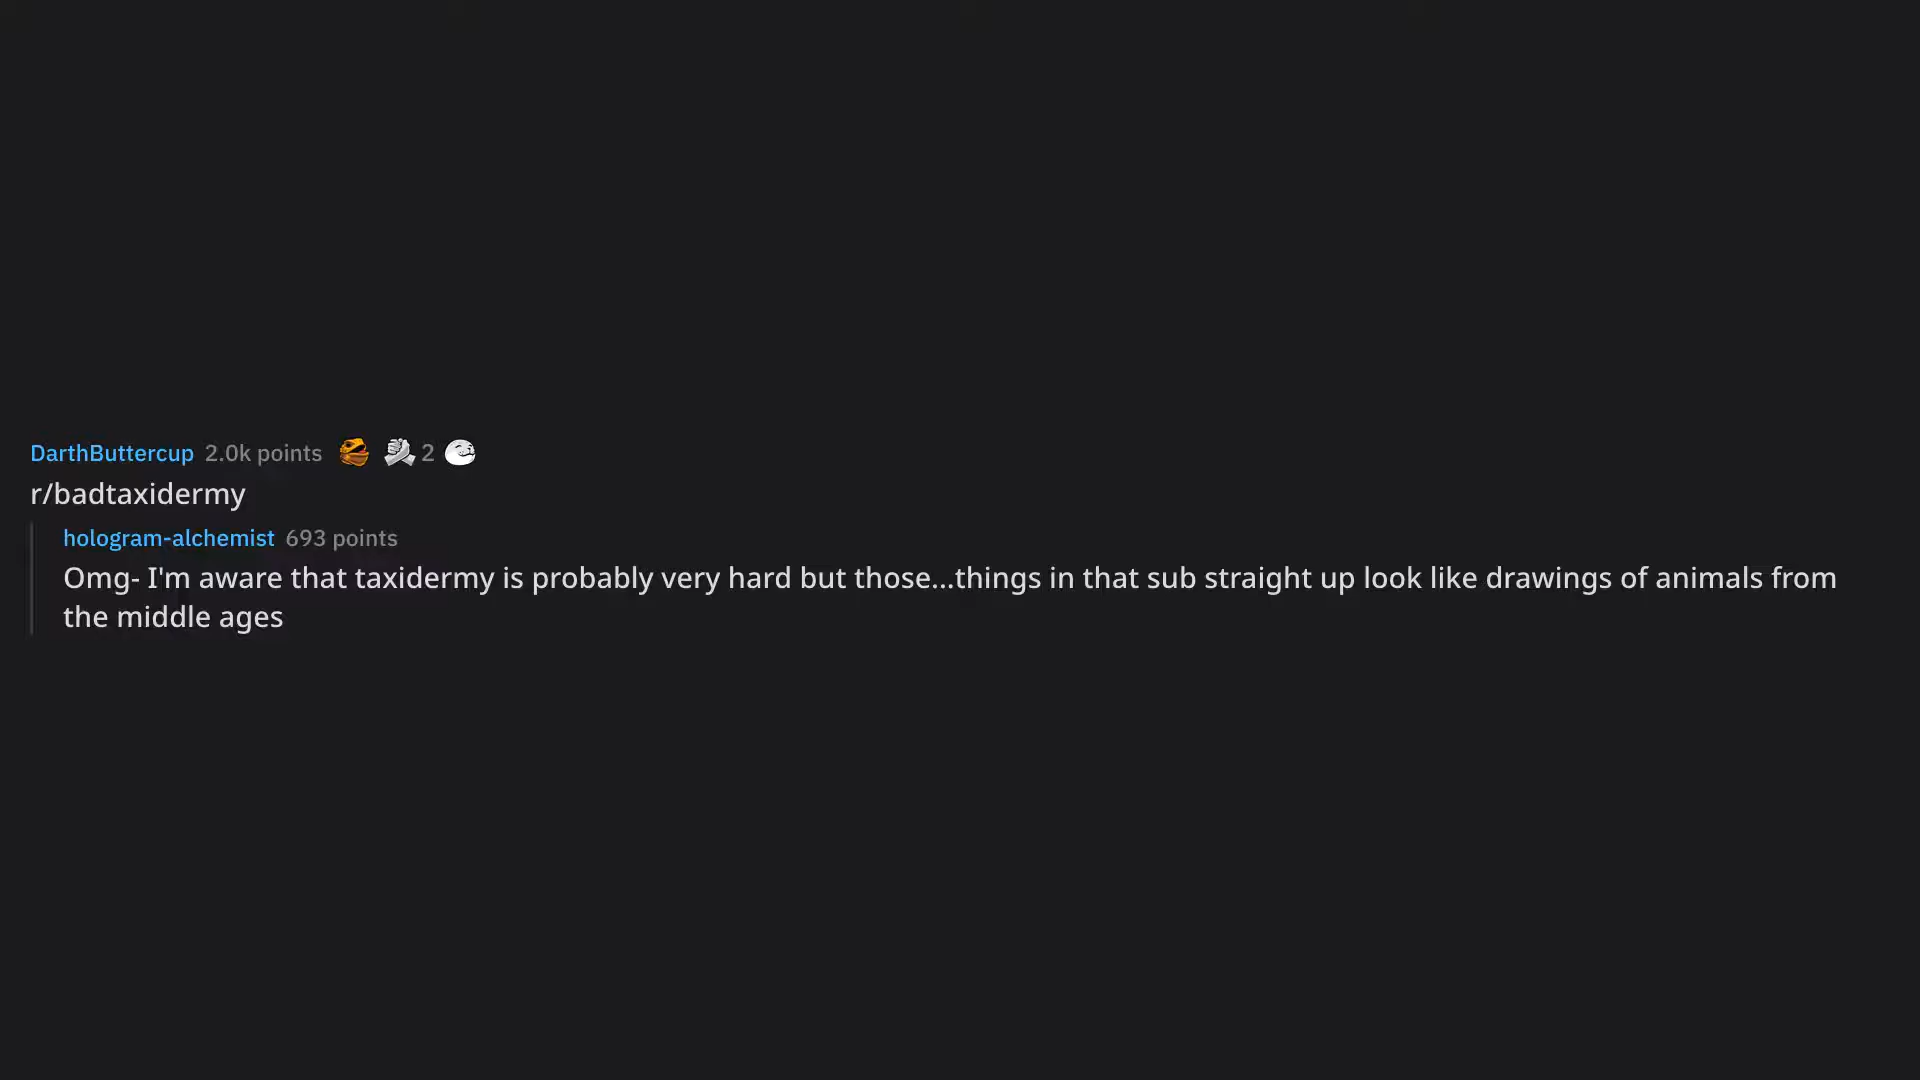 DarthButtercup 2.0k points 2
r/badtaxidermy
hologram-alchemist 693 points
Omg- I'm aware that taxidermy is probably very hard but those...things in that sub straight up look like drawings of animals from
the middle ages